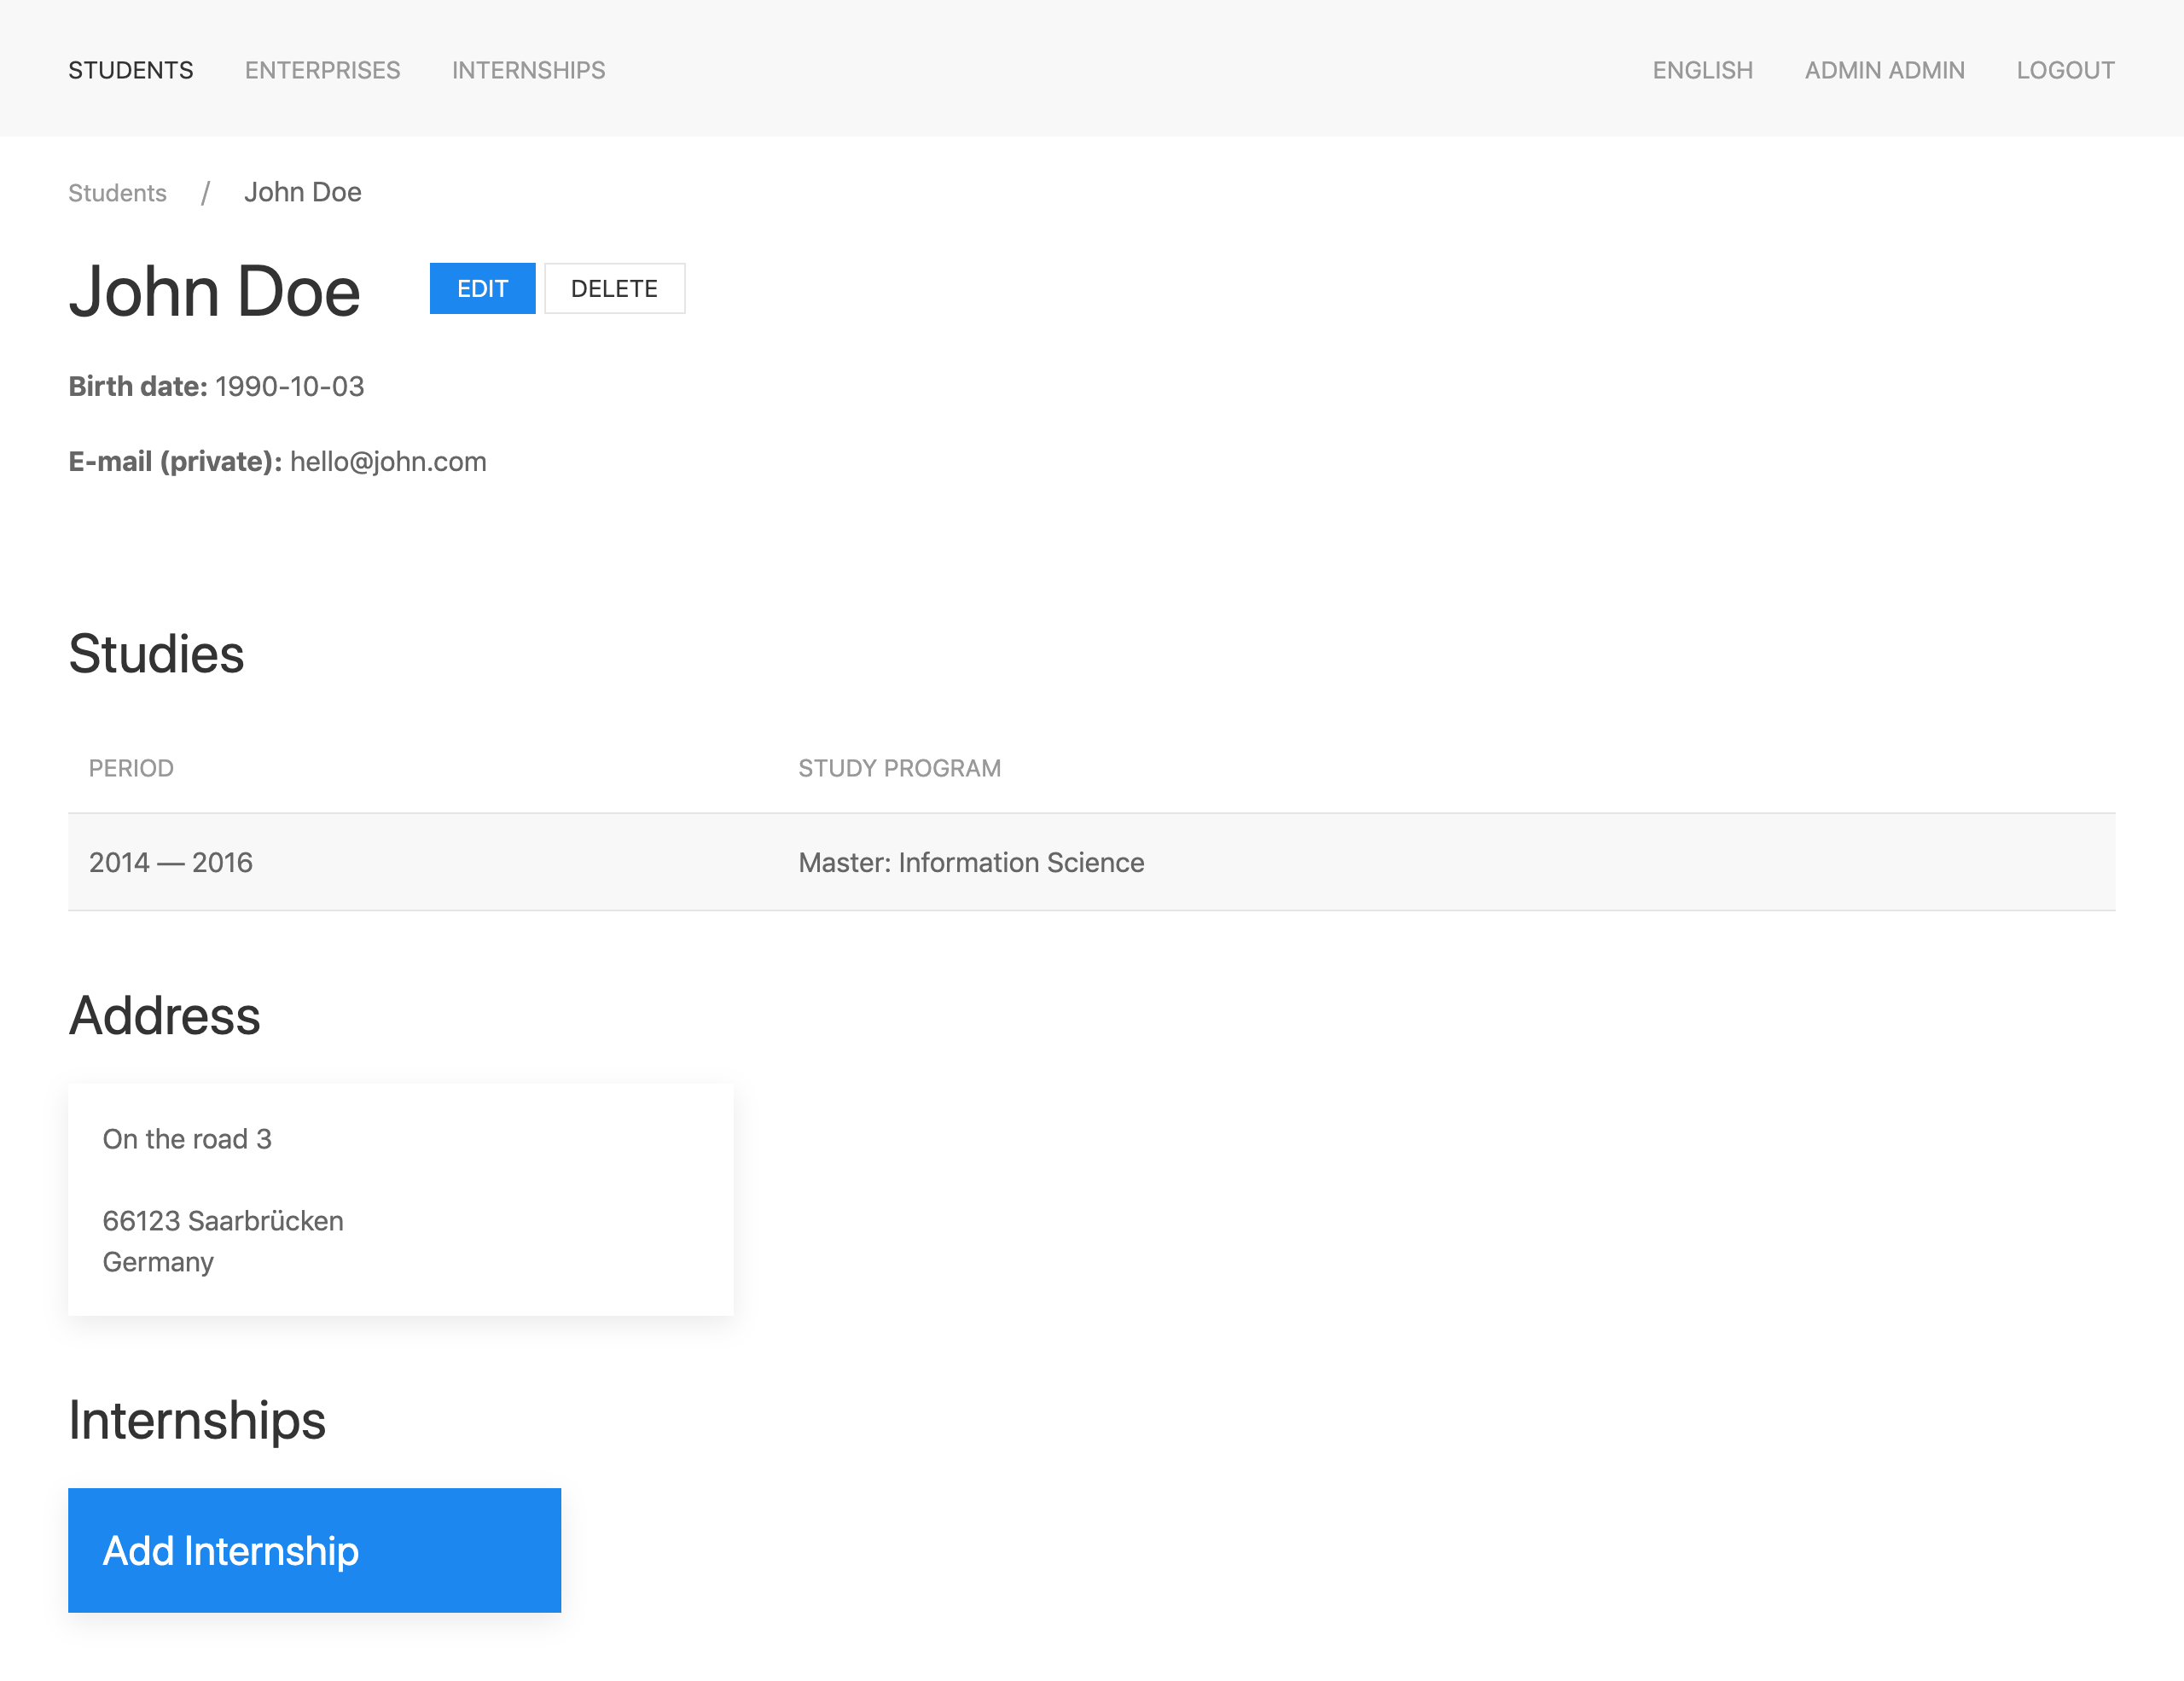 STUDENTS ENTERPRISES INTERNSHIPS ENGLISH ADMIN ADMIN LOGOUT
Students / John Doe
John Doe EDIT DELETE
Birth date: 1990-10-03
E-mail (private): hello@john.com
Studies
PERIOD STUDY PROGRAM
2014 — 2016 Master: Information Science
Address
On the road 3
66123 Saarbrücken
Germany
Internships
Add Internship